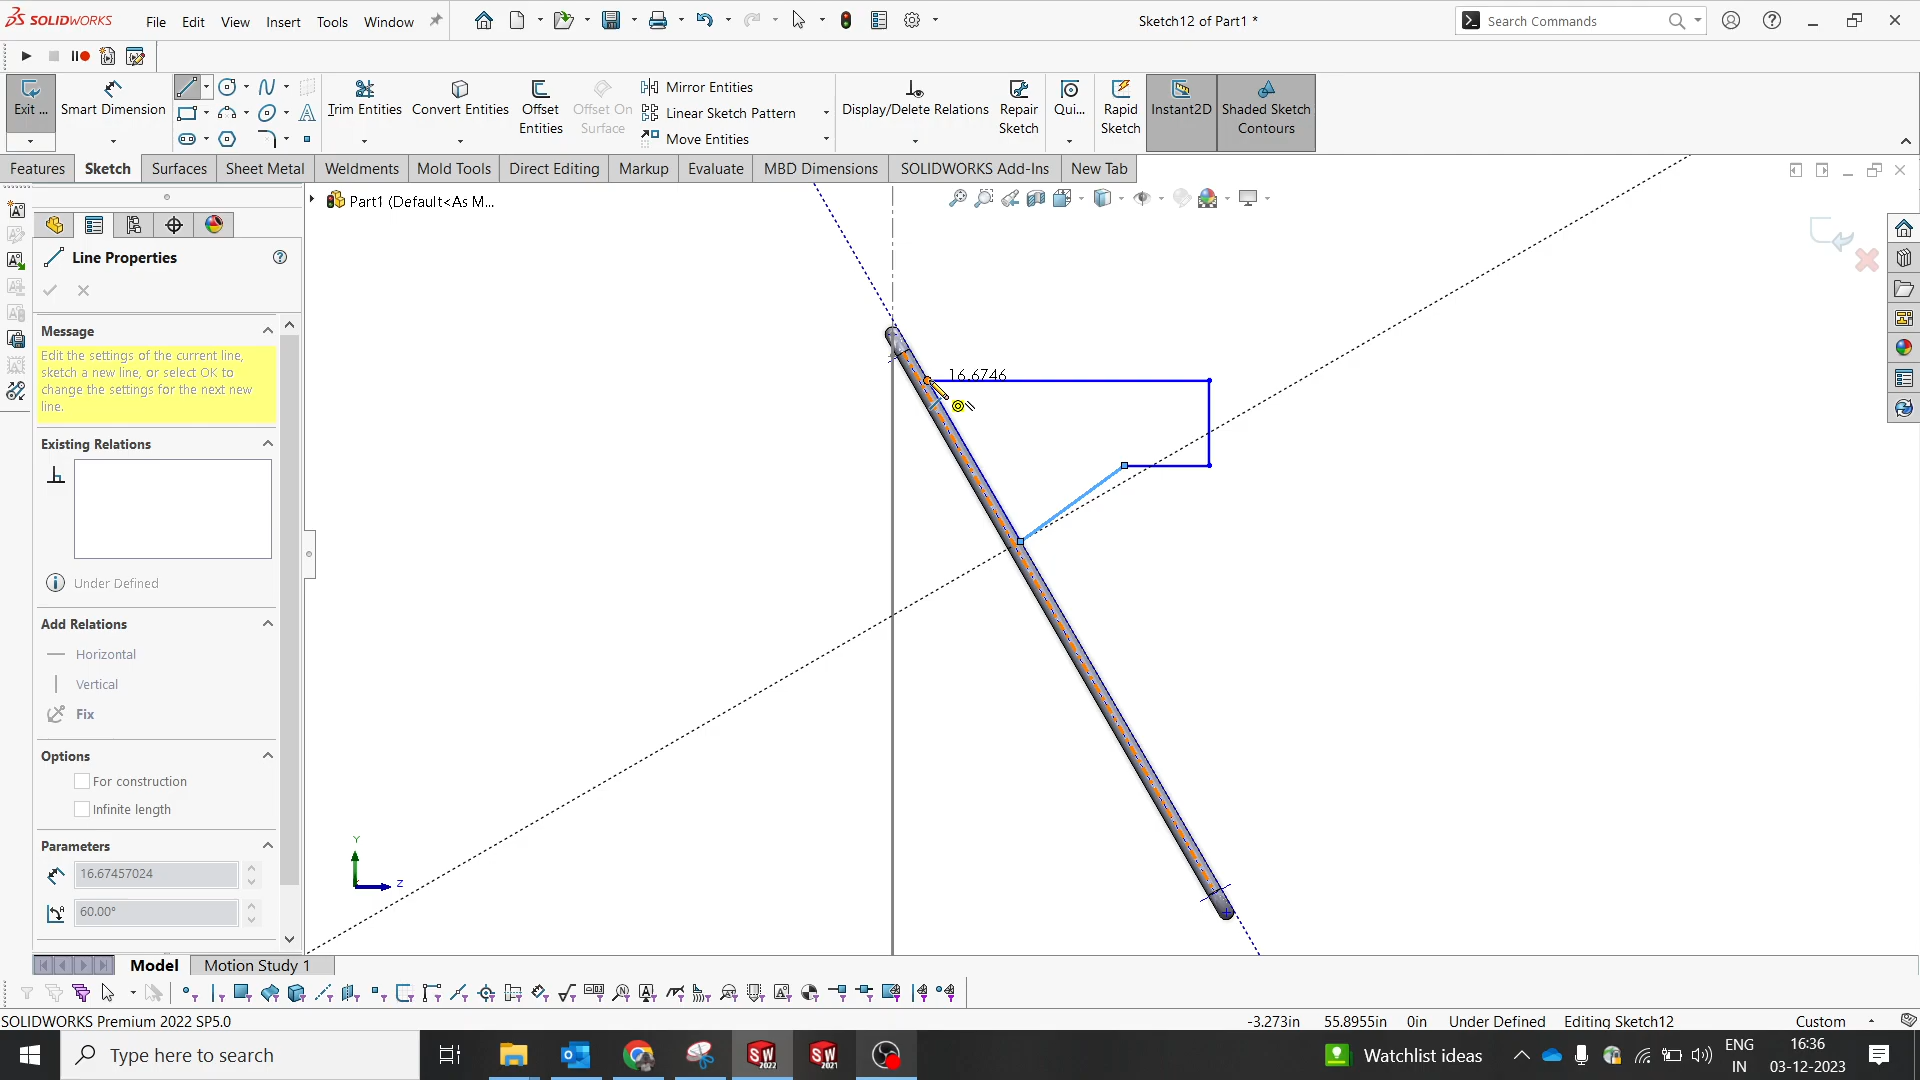 SOLIDWORKS
File
Edit
View
Insert
Tools
Window
Sketch12 of Part1 *
Search Commands
Exit ...
Smart Dimension
Trim Entities
Convert Entities
Offset Entities
Offset On Surface
Mirror Entities
Linear Sketch Pattern
Move Entities
Display/Delete Relations
Repair Sketch
Qui...
Rapid Sketch
Instant2D
Shaded Sketch Contours
Features
Sketch
Surfaces
Sheet Metal
Weldments
Mold Tools
Direct Editing
Markup
Evaluate
MBD Dimensions
SOLIDWORKS Add-Ins
New Tab
Part1 (Default<As M...
Line Properties
Message
Edit the settings of the current line,
sketch a new line, or select OK to
change the settings for the next new
line.
Existing Relations
Under Defined
Add Relations
Horizontal
Vertical
Fix
Options
For construction
Infinite length
Parameters
16.67457024
60.00°
16.6746
Y
Z
Model
Motion Study 1
SOLIDWORKS Premium 2022 SP5.0
-3.273in
55.8955in
0in
Under Defined
Editing Sketch12
Custom
Type here to search
SW
2022
SW
2021
Watchlist ideas
ENG
IN
16:36
03-12-2023